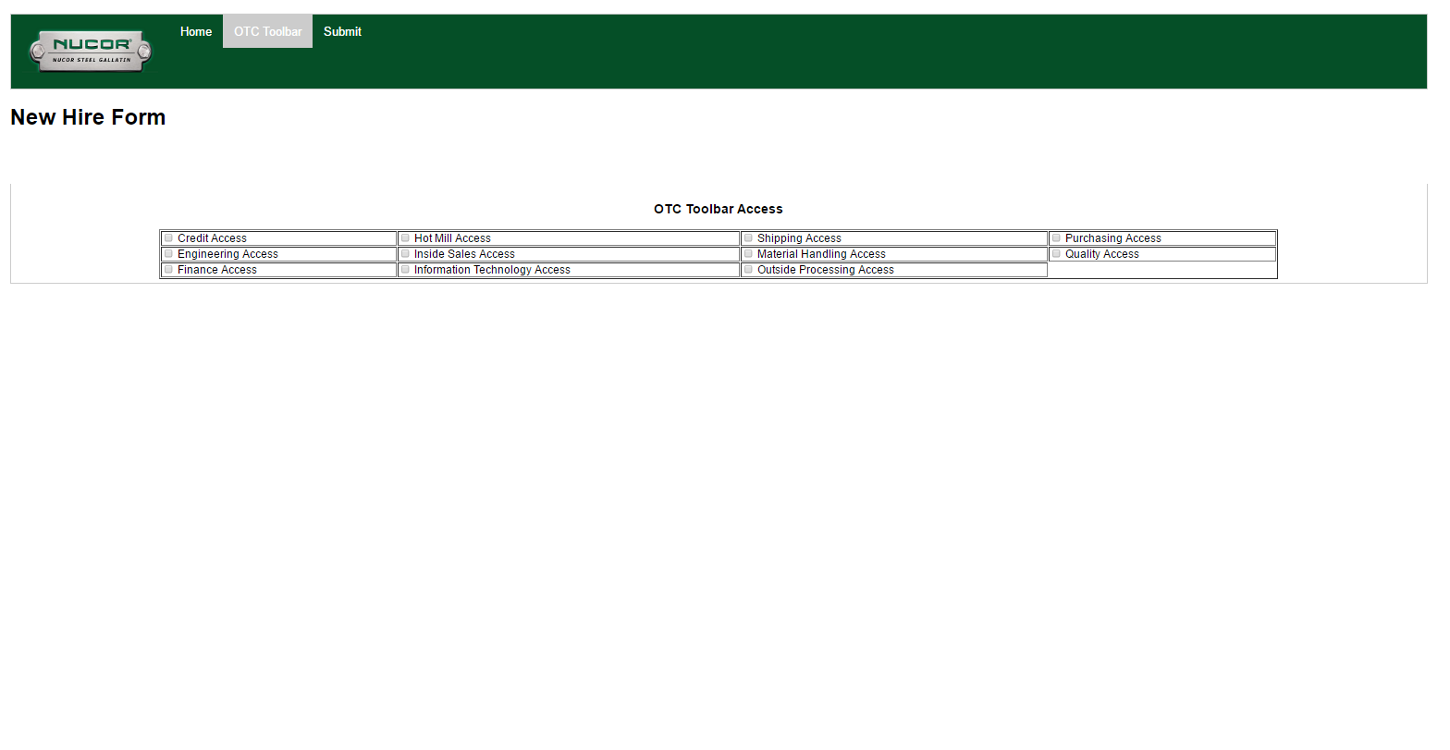 Home OTC Toolbar Submit
NUCOR®
NUCOR STEEL GALLATIN
New Hire Form
OTC Toolbar Access
Credit Access Hot Mill Access Shipping Access Purchasing Access
Engineering Access Inside Sales Access Material Handling Access Quality Access
Finance Access Information Technology Access Outside Processing Access